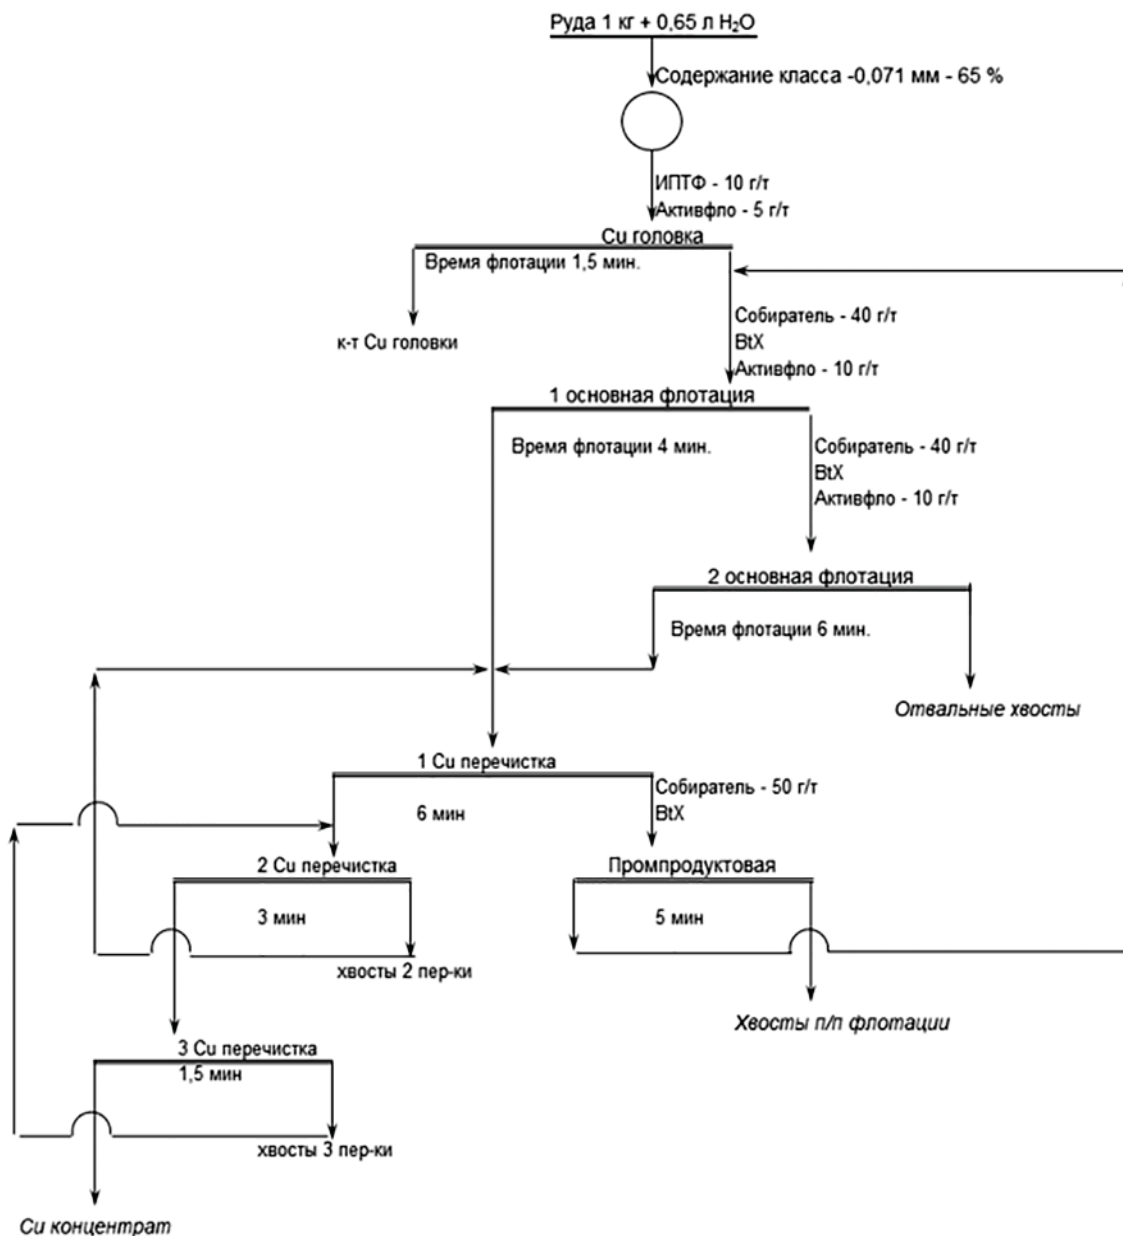 Руда 1 кг + 0,65 л H₂O
Содержание класса -0,071 мм - 65 %
ИПТФ - 10 г/т
Активфло - 5 г/т
Cu головка
Время флотации 1,5 мин.
к-т Cu головки
Собиратель - 40 г/т
BtX
Активфло - 10 г/т
1 основная флотация
Время флотации 4 мин.
Собиратель - 40 г/т
BtX
Активфло - 10 г/т
2 основная флотация
Время флотации 6 мин.
Отвальные хвосты
1 Cu перечистка
Собиратель - 50 г/т
6 мин
BtX
2 Cu перечистка
Промпродуктовая
3 мин
5 мин
хвосты 2 пер-ки
Хвосты п/п флотации
3 Cu перечистка
1,5 мин
хвосты 3 пер-ки
Cu концентрат